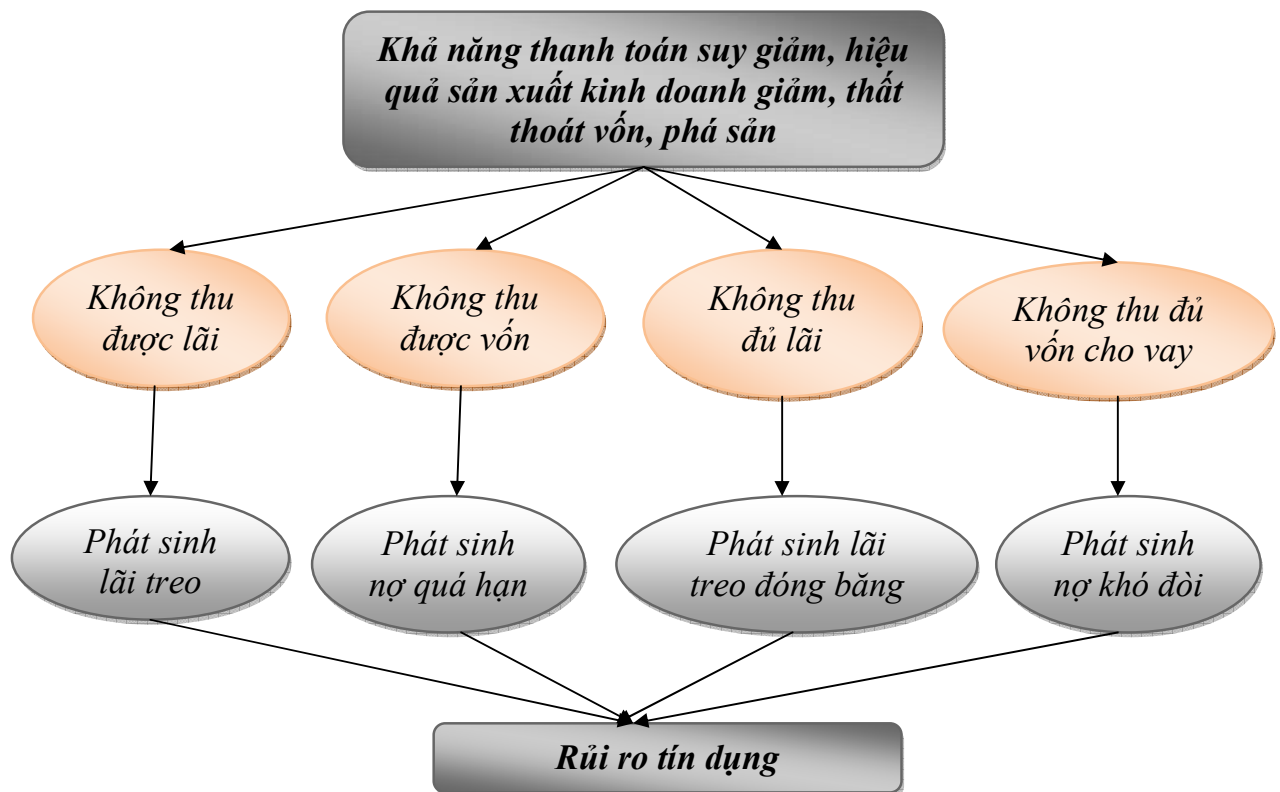 Khả năng thanh toán suy giảm, hiệu
quả sản xuất kinh doanh giảm, thất
thoát vốn, phá sản
Không thu
được lãi
Không thu
được vốn
Không thu
đủ lãi
Không thu đủ
vốn cho vay
Phát sinh
lãi treo
Phát sinh
nợ quá hạn
Phát sinh lãi
treo đóng băng
Phát sinh
nợ khó đòi
Rủi ro tín dụng